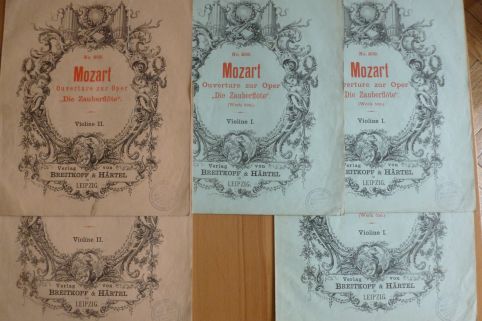 Mozart
Ouverture zur Oper
"Die Zauberflöte".
Violine II.
Verlag von
BREITKOPF & HÄRTEL
LEIPZIG.
Mozart
Ouverture zur Oper
"Die Zauberflöte".
Violine I.
Verlag von
BREITKOPF & HÄRTEL
LEIPZIG.
Mozart
Ouverture zur Oper
"Die Zauberflöte".
Violine I.
Verlag von
BREITKOPF & HÄRTEL
LEIPZIG.
Violine II.
Verlag von
BREITKOPF & HÄRTEL
LEIPZIG.
Violine I.
Verlag von
BREITKOPF & HÄRTEL
LEIPZIG.